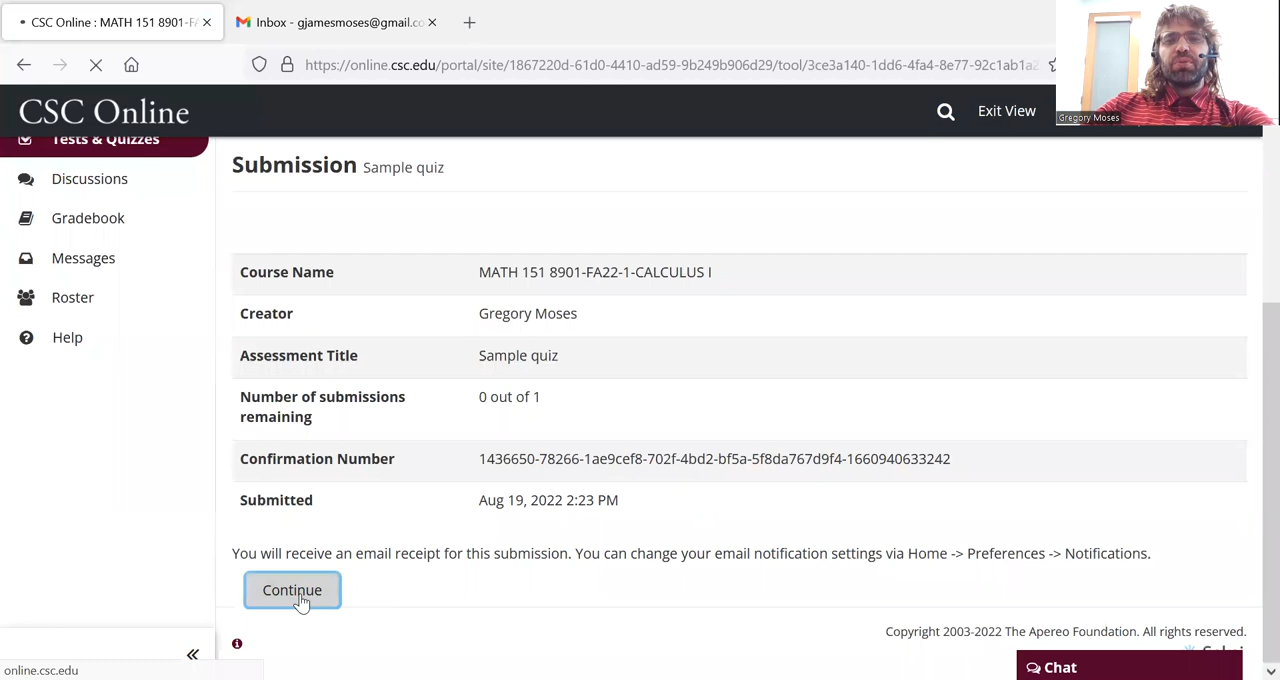 CSC Online : MATH 151 8901-FA
Inbox - gjamesmoses@gmail.co
https://online.csc.edu/portal/site/1867220d-61d0-4410-ad59-9b249b906d29/tool/3ce3a140-1dd6-4fa4-8e77-92c1ab1a2
Gregory Moses
CSC Online
Exit View
Tests & Quizzes
Discussions
Gradebook
Messages
Roster
Help
Submission Sample quiz
Course Name MATH 151 8901-FA22-1-CALCULUS I
Creator Gregory Moses
Assessment Title Sample quiz
Number of submissions remaining 0 out of 1
Confirmation Number 1436650-78266-1ae9cef8-702f-4bd2-bf5a-5f8da767d9f4-1660940633242
Submitted Aug 19, 2022 2:23 PM
You will receive an email receipt for this submission. You can change your email notification settings via Home -> Preferences -> Notifications.
Continue
Copyright 2003-2022 The Apereo Foundation. All rights reserved.
Chat
online.csc.edu